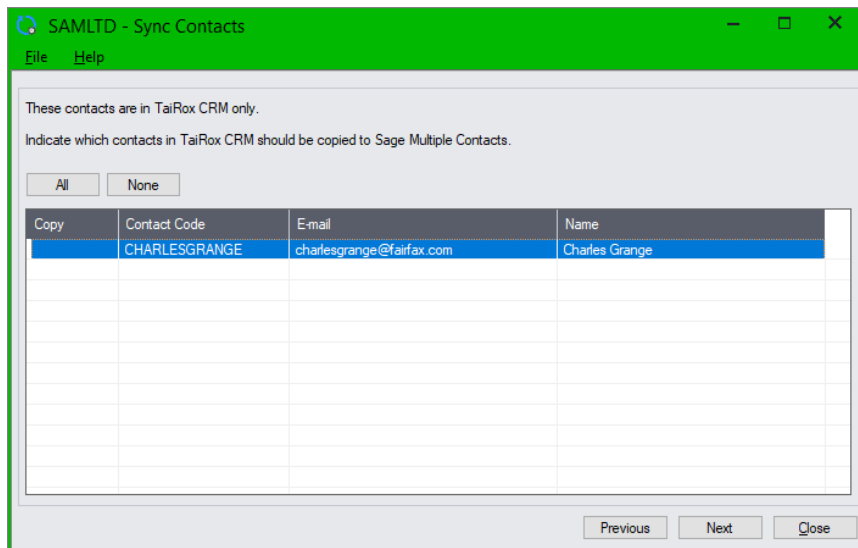 SAMLTD - Sync Contacts
File Help
These contacts are in TaiRox CRM only.
Indicate which contacts in TaiRox CRM should be copied to Sage Multiple Contacts.
All None
Copy Contact Code E-mail Name
CHARLESGRANGE charlesgrange@fairfax.com Charles Grange
Previous Next Close